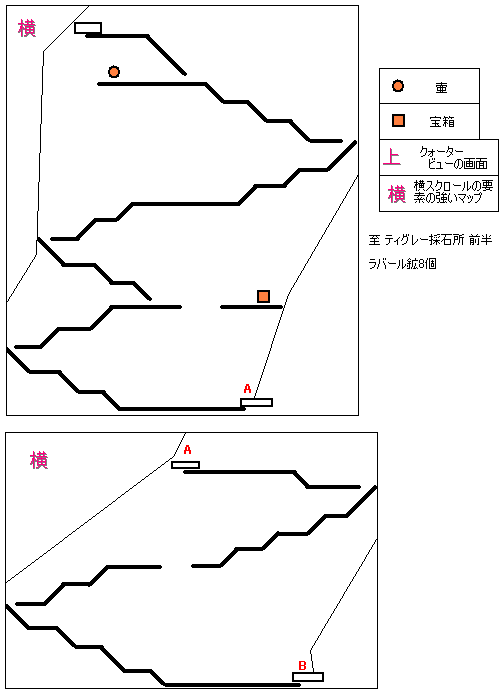 横
壷
宝箱
上 クォーター
ビューの画面
横 横スクロールの要
素の強いマップ
至 ティグレー採石所 前半
ラバール鉱8個
A
横
A
B